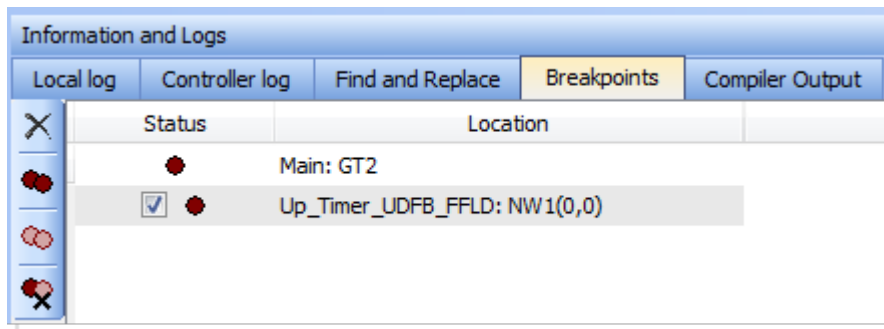 Information and Logs
Local log Controller log Find and Replace Breakpoints Compiler Output
Status Location
Main: GT2
Up_Timer_UDFB_FFLD: NW1(0,0)